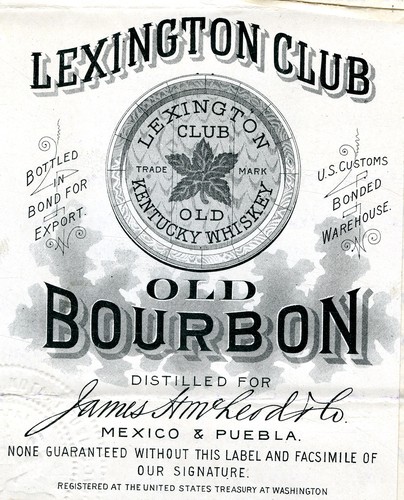 LEXINGTON CLUB
LEXINGTON
CLUB
TRADE MARK
OLD
KENTUCKY WHISKEY
BOTTLED
IN
BOND FOR
EXPORT.
U.S. CUSTOMS
BONDED
WAREHOUSE.
OLD
BOURBON
DISTILLED FOR
James H McLeod & Co.
MEXICO & PUEBLA.
NONE GUARANTEED WITHOUT THIS LABEL AND FACSIMILE OF
OUR SIGNATURE.
REGISTERED AT THE UNITED STATES TREASURY AT WASHINGTON